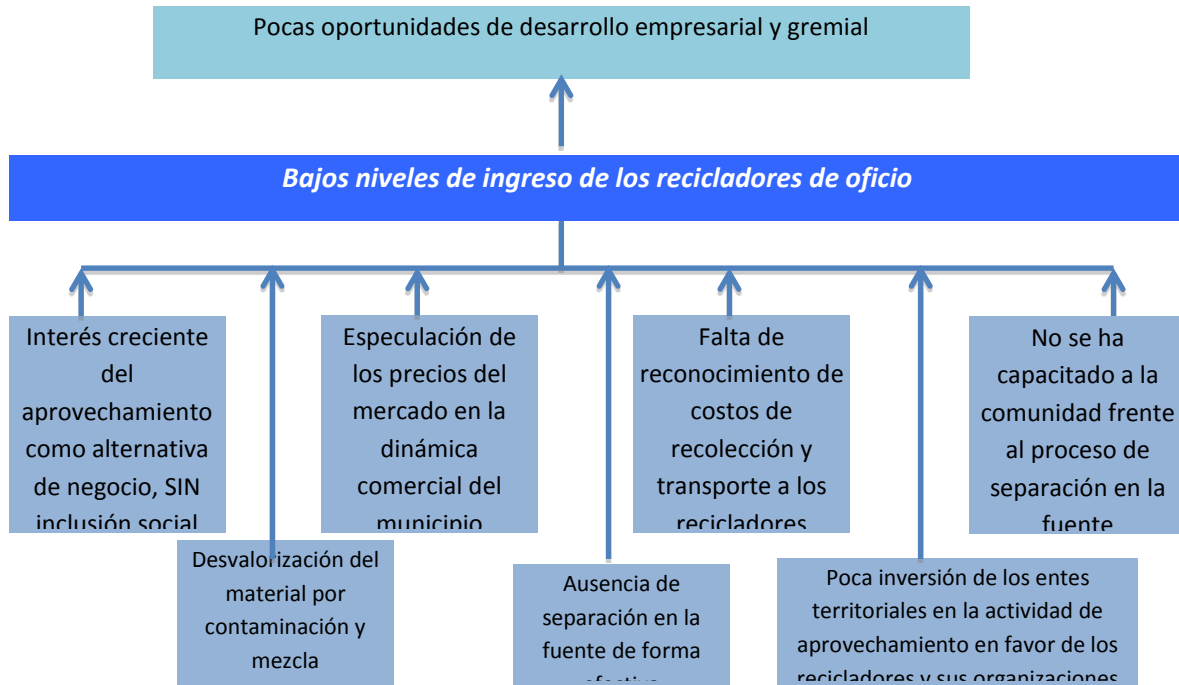 Pocas oportunidades de desarrollo empresarial y gremial
Bajos niveles de ingreso de los recicladores de oficio
Interés creciente
del
aprovechamiento
como alternativa
de negocio, SIN
inclusión social
Especulación de
los precios del
mercado en la
dinámica
comercial del
municipio
Falta de
reconocimiento de
costos de
recolección y
transporte a los
recicladores
No se ha
capacitado a la
comunidad frente
al proceso de
separación en la
fuente
Desvalorización del
material por
contaminación y
mezcla
Ausencia de
separación en la
fuente de forma
efectiva
Poca inversión de los entes
territoriales en la actividad de
aprovechamiento en favor de los
recicladores y sus organizaciones